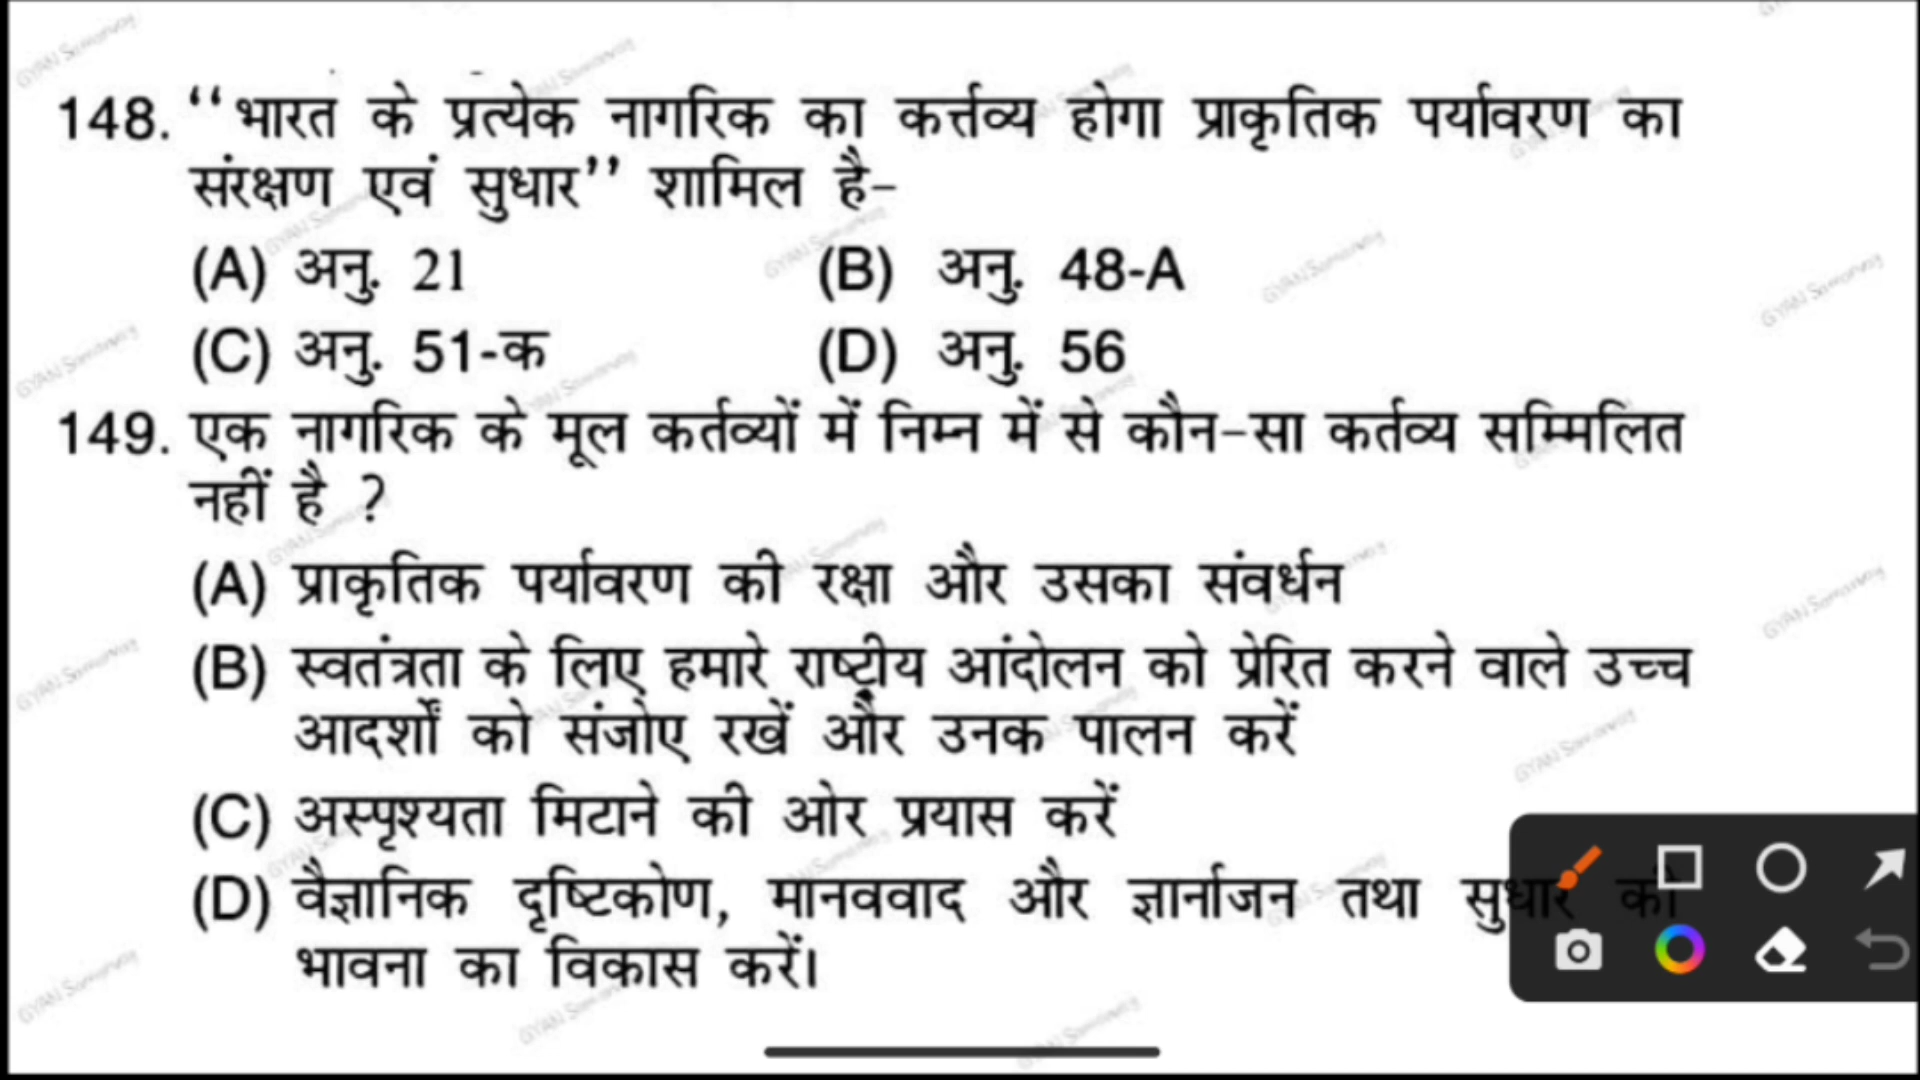 148. ‘‘भारत के प्रत्येक नागरिक का कर्त्तव्य होगा प्राकृतिक पर्यावरण का
संरक्षण एवं सुधार’’ शामिल है–
(A) अनु. 21 (B) अनु. 48-A
(C) अनु. 51-क (D) अनु. 56
149. एक नागरिक के मूल कर्तव्यों में निम्न में से कौन–सा कर्तव्य सम्मिलित
नहीं है ?
(A) प्राकृतिक पर्यावरण की रक्षा और उसका संवर्धन
(B) स्वतंत्रता के लिए हमारे राष्ट्रीय आंदोलन को प्रेरित करने वाले उच्च
आदर्शों को संजोए रखें और उनक पालन करें
(C) अस्पृश्यता मिटाने की ओर प्रयास करें
(D) वैज्ञानिक दृष्टिकोण, मानववाद और ज्ञार्नाजन तथा सुधार की
भावना का विकास करें।